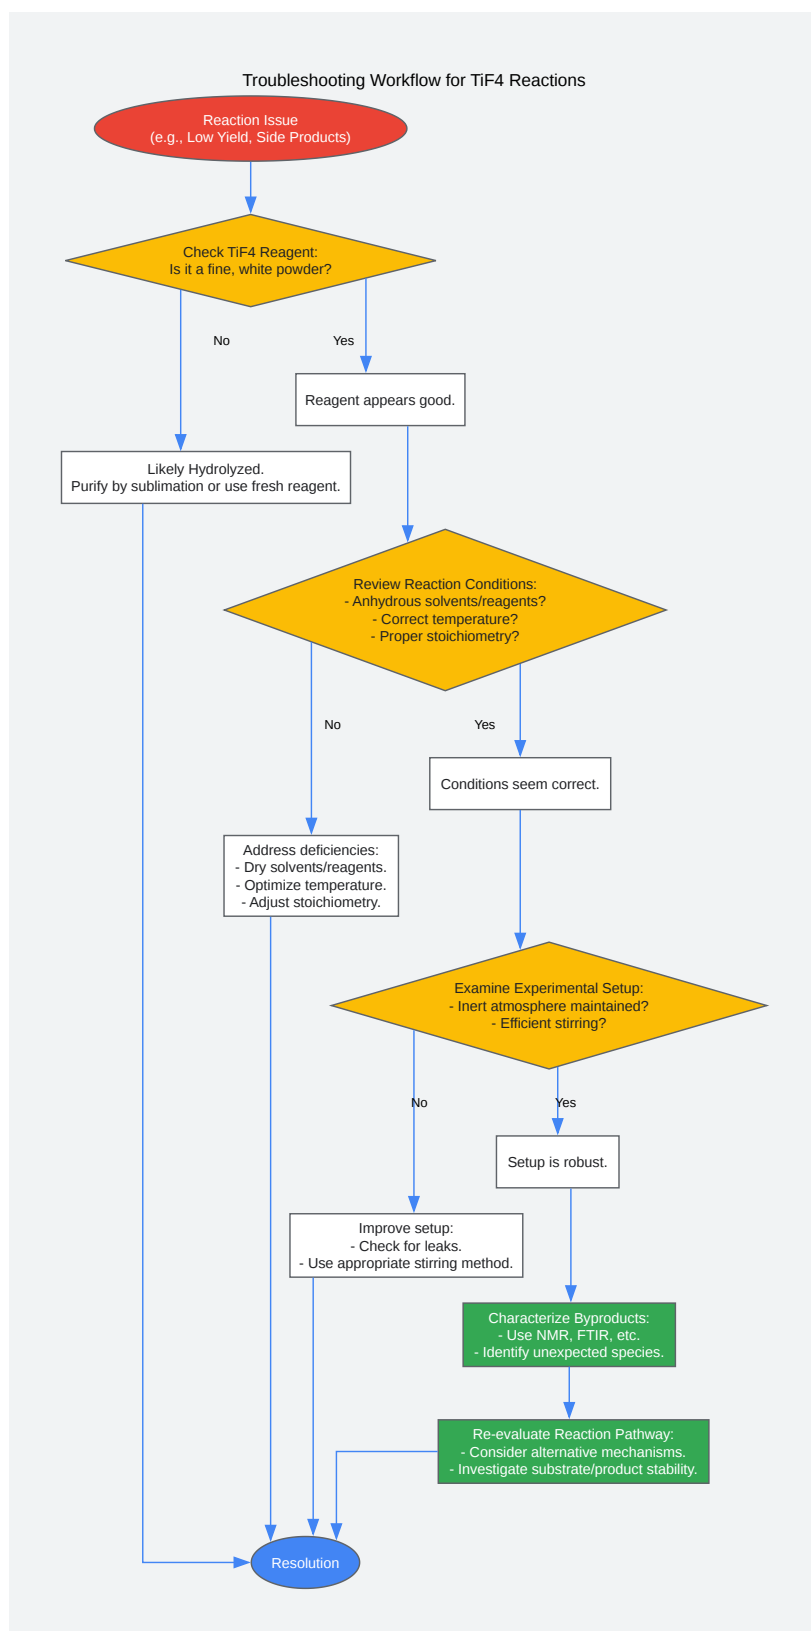 Troubleshooting Workflow for TiF4 Reactions
Reaction Issue
(e.g., Low Yield, Side Products)
Check TiF4 Reagent:
Is it a fine, white powder?
No
Yes
Reagent appears good.
Likely Hydrolyzed.
Purify by sublimation or use fresh reagent.
Review Reaction Conditions:
- Anhydrous solvents/reagents?
- Correct temperature?
- Proper stoichiometry?
No
Yes
Conditions seem correct.
Address deficiencies:
- Dry solvents/reagents.
- Optimize temperature.
- Adjust stoichiometry.
Examine Experimental Setup:
- Inert atmosphere maintained?
- Efficient stirring?
No
Yes
Setup is robust.
Improve setup:
- Check for leaks.
- Use appropriate stirring method.
Characterize Byproducts:
- Use NMR, FTIR, etc.
- Identify unexpected species.
Re-evaluate Reaction Pathway:
- Consider alternative mechanisms.
- Investigate substrate/product stability.
Resolution